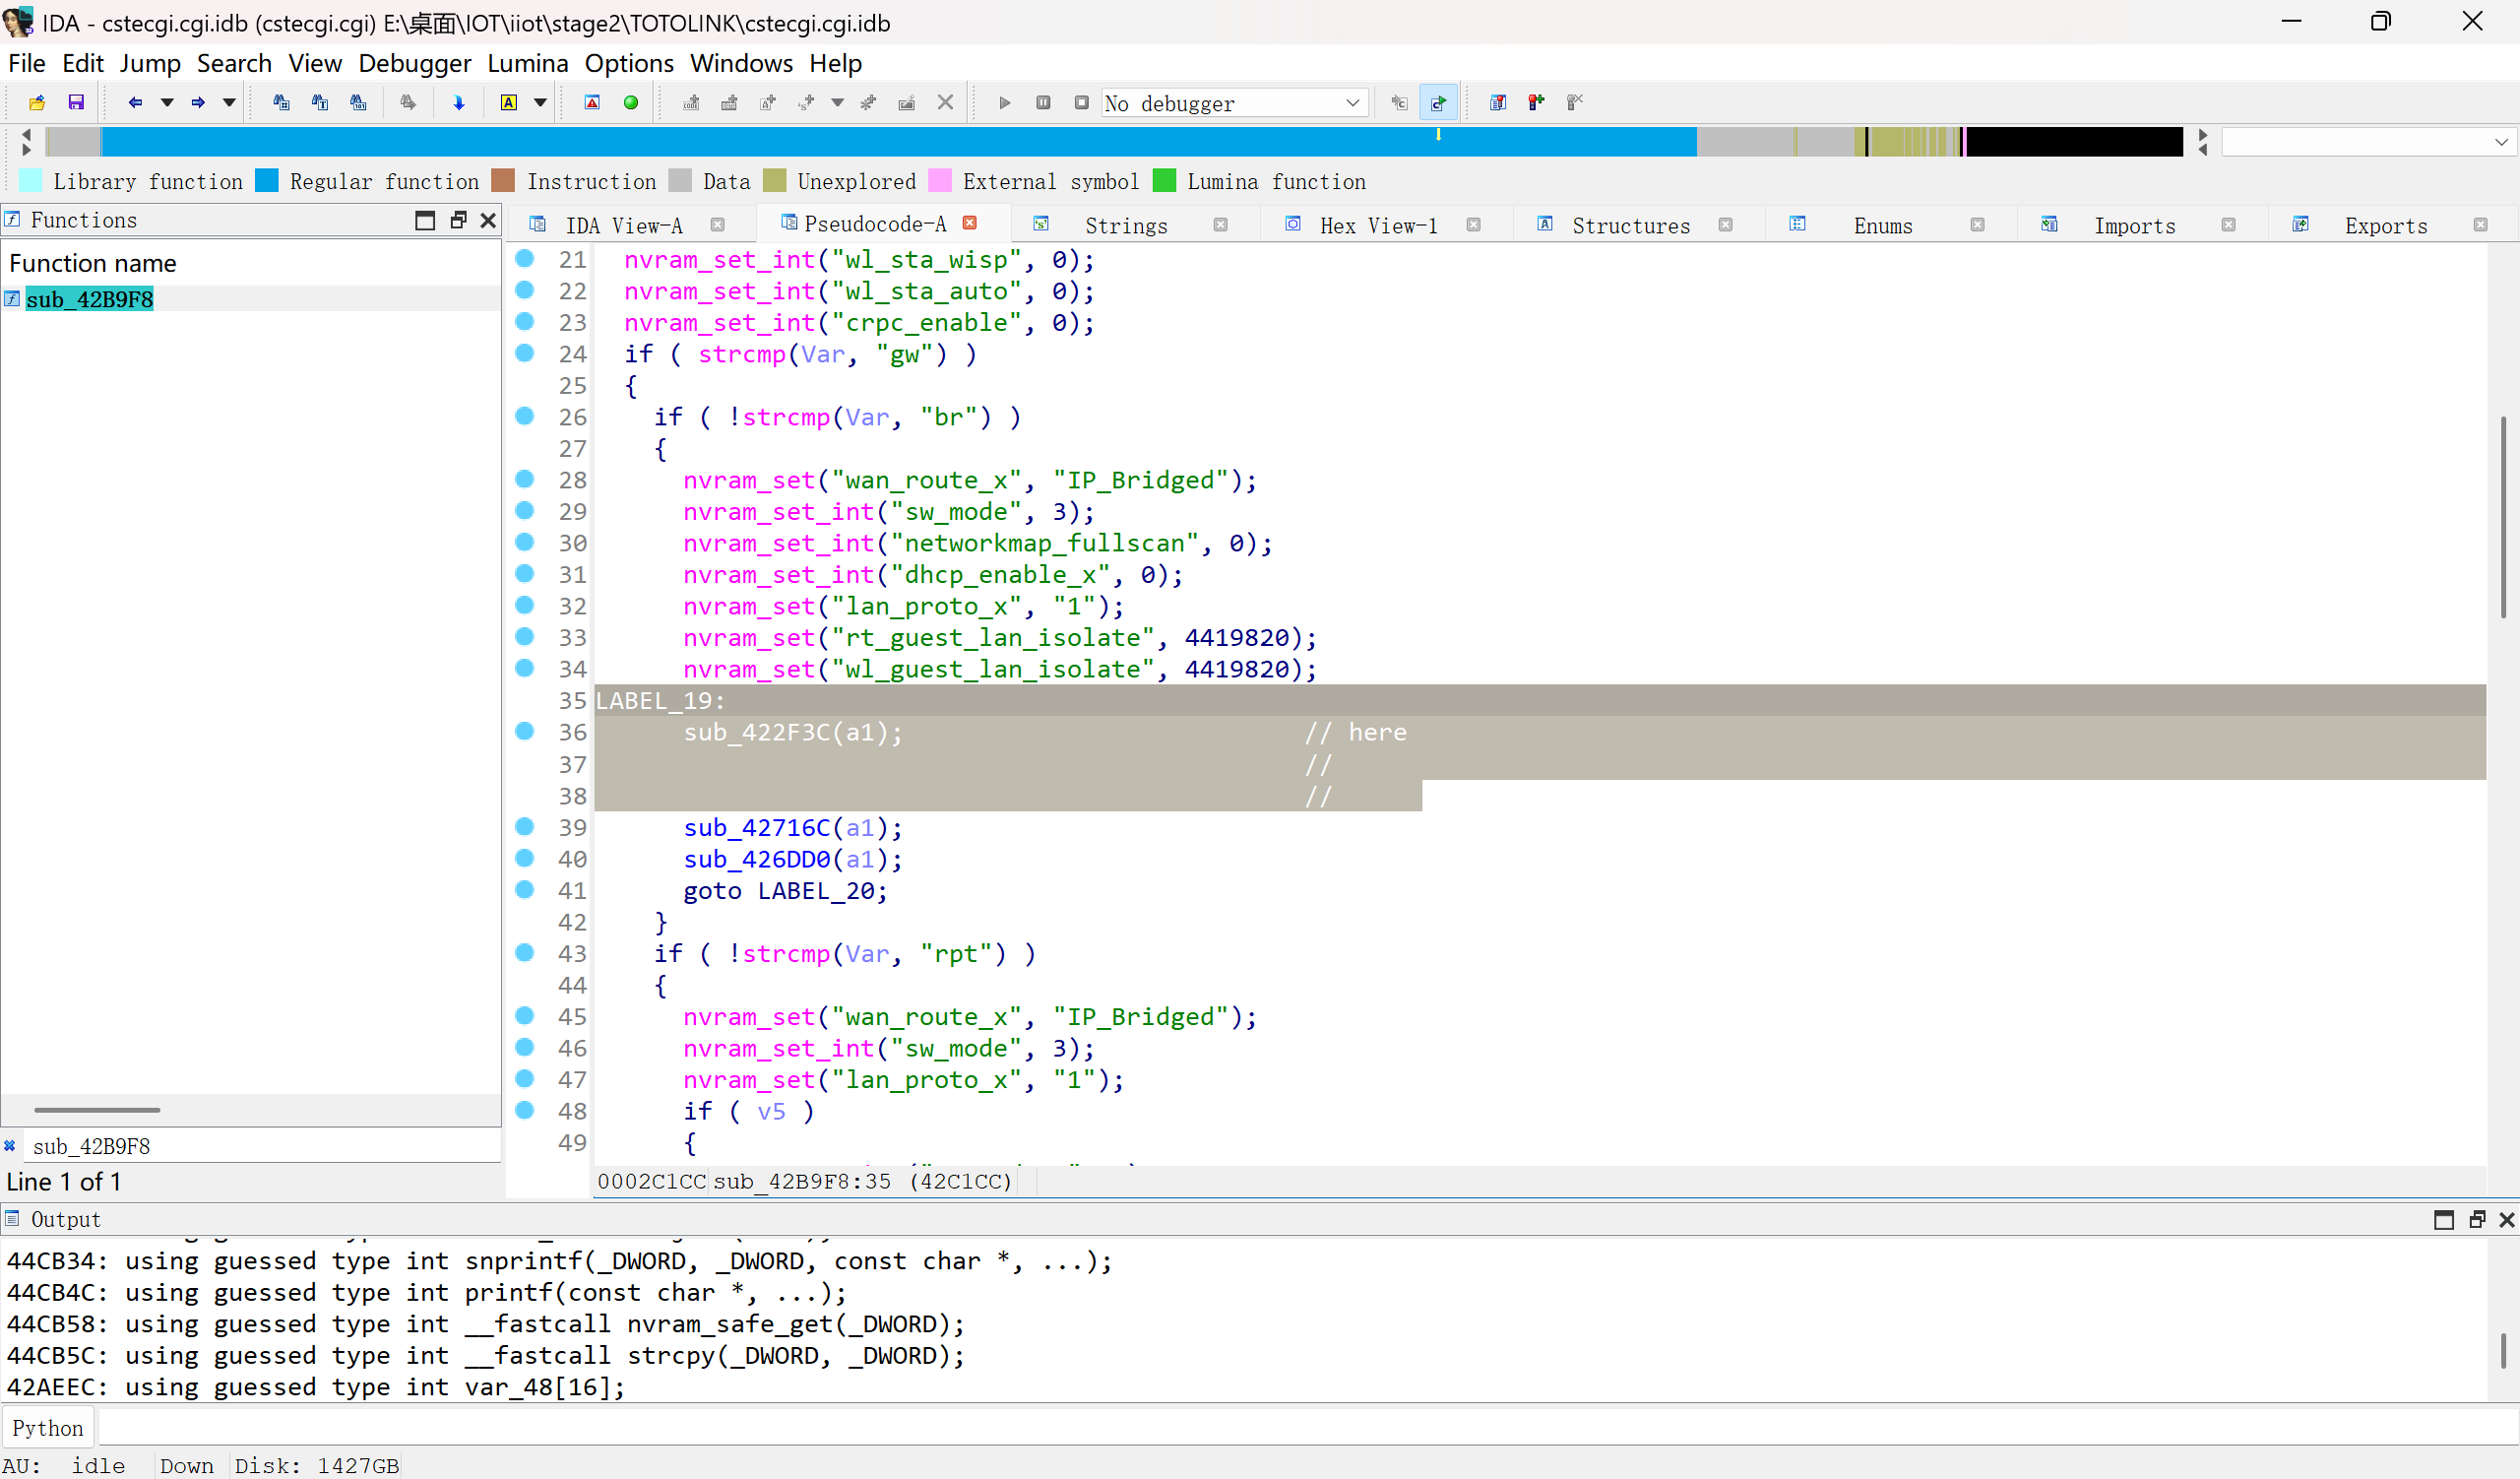 IDA - cstecgi.cgi.idb (cstecgi.cgi) E:\桌面\IOT\iiot\stage2\TOTOLINK\cstecgi.cgi.idb
File Edit Jump Search View Debugger Lumina Options Windows Help
No debugger
Library function Regular function Instruction Data Unexplored External symbol Lumina function
Functions
IDA View-A Pseudocode-A Strings Hex View-1 Structures Enums Imports Exports
Function name
sub_42B9F8
21 nvram_set_int("wl_sta_wisp", 0);
22 nvram_set_int("wl_sta_auto", 0);
23 nvram_set_int("crpc_enable", 0);
24 if ( strcmp(Var, "gw") )
25 {
26 if ( !strcmp(Var, "br") )
27 {
28 nvram_set("wan_route_x", "IP_Bridged");
29 nvram_set_int("sw_mode", 3);
30 nvram_set_int("networkmap_fullscan", 0);
31 nvram_set_int("dhcp_enable_x", 0);
32 nvram_set("lan_proto_x", "1");
33 nvram_set("rt_guest_lan_isolate", 4419820);
34 nvram_set("wl_guest_lan_isolate", 4419820);
35 LABEL_19:
36 sub_422F3C(a1); // here
37 //
38 //
39 sub_42716C(a1);
40 sub_426DD0(a1);
41 goto LABEL_20;
42 }
43 if ( !strcmp(Var, "rpt") )
44 {
45 nvram_set("wan_route_x", "IP_Bridged");
46 nvram_set_int("sw_mode", 3);
47 nvram_set("lan_proto_x", "1");
48 if ( v5 )
49 {
sub_42B9F8
Line 1 of 1
0002C1CC sub_42B9F8:35 (42C1CC)
Output
44CB34: using guessed type int snprintf(_DWORD, _DWORD, const char *, ...);
44CB4C: using guessed type int printf(const char *, ...);
44CB58: using guessed type int __fastcall nvram_safe_get(_DWORD);
44CB5C: using guessed type int __fastcall strcpy(_DWORD, _DWORD);
42AEEC: using guessed type int var_48[16];
Python
AU: idle Down Disk: 1427GB